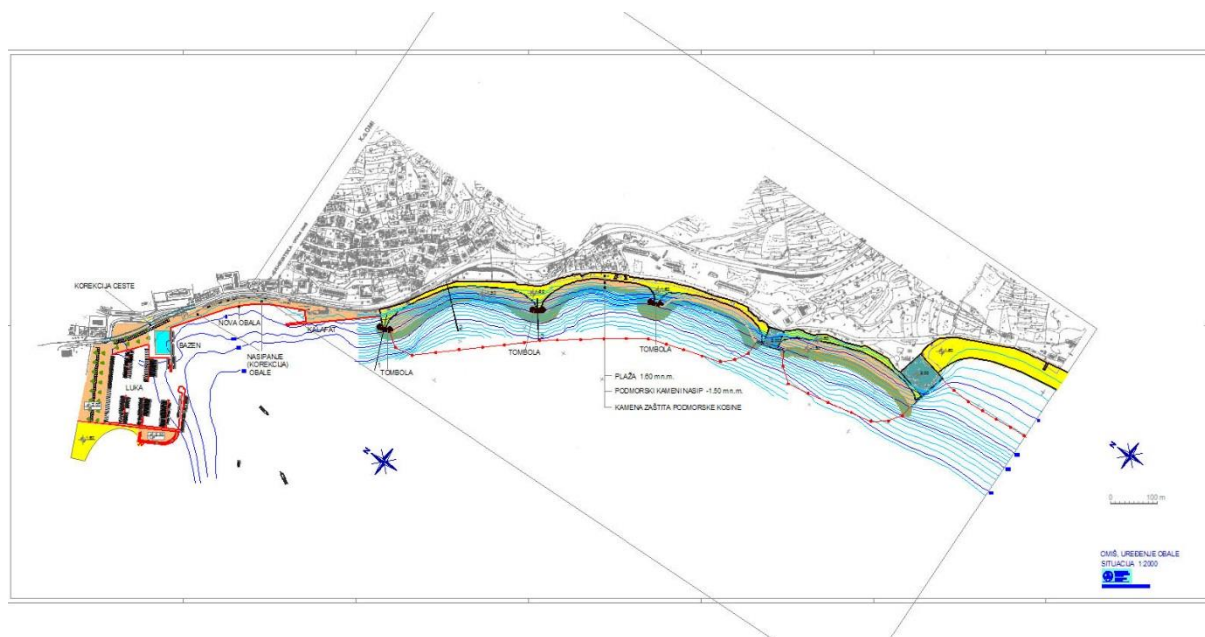 KOREKCIJA CESTE
NOVA OBALA
KALAFAT
BAZEN
NASIPANJE
(KOREKCIJA)
OBALE
LUKA
TOMBOLA
TOMBOLA
TOMBOLA
PLAŽA 1.60 m.n.m.
PODMORSKI KAMENI NASIP -1.50 m.n.m.
KAMENA ZAŠTITA PODMORSKE KOSINE
N
N
0 100 m
OMIŠ, UREĐENJE OBALE
SITUACIJA 1:2000